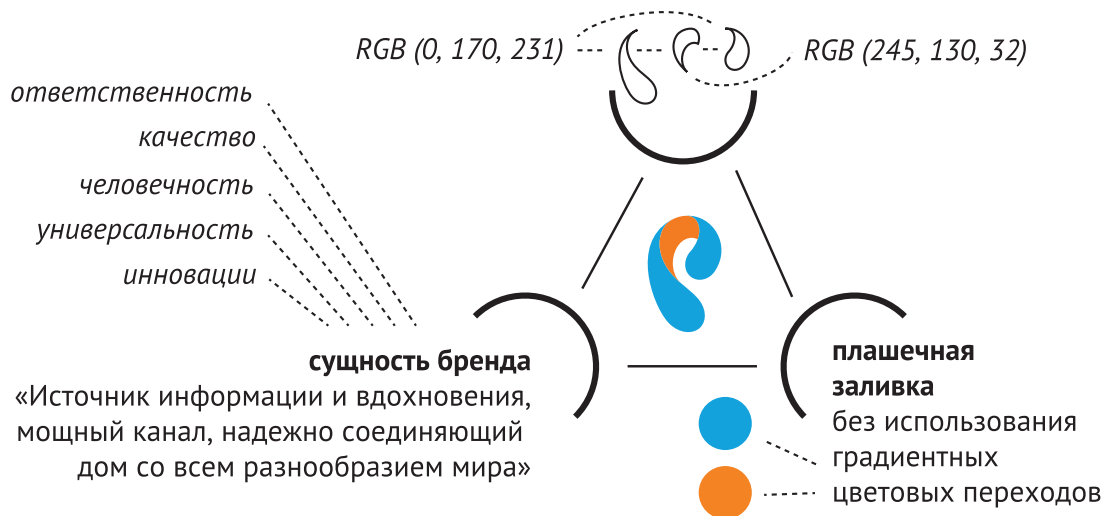 RGB (0, 170, 231)
RGB (245, 130, 32)
ответственность
качество
человечность
универсальность
инновации
сущность бренда
«Источник информации и вдохновения,
мощный канал, надежно соединяющий
дом со всем разнообразием мира»
плашечная
заливка
без использования
градиентных
цветовых переходов